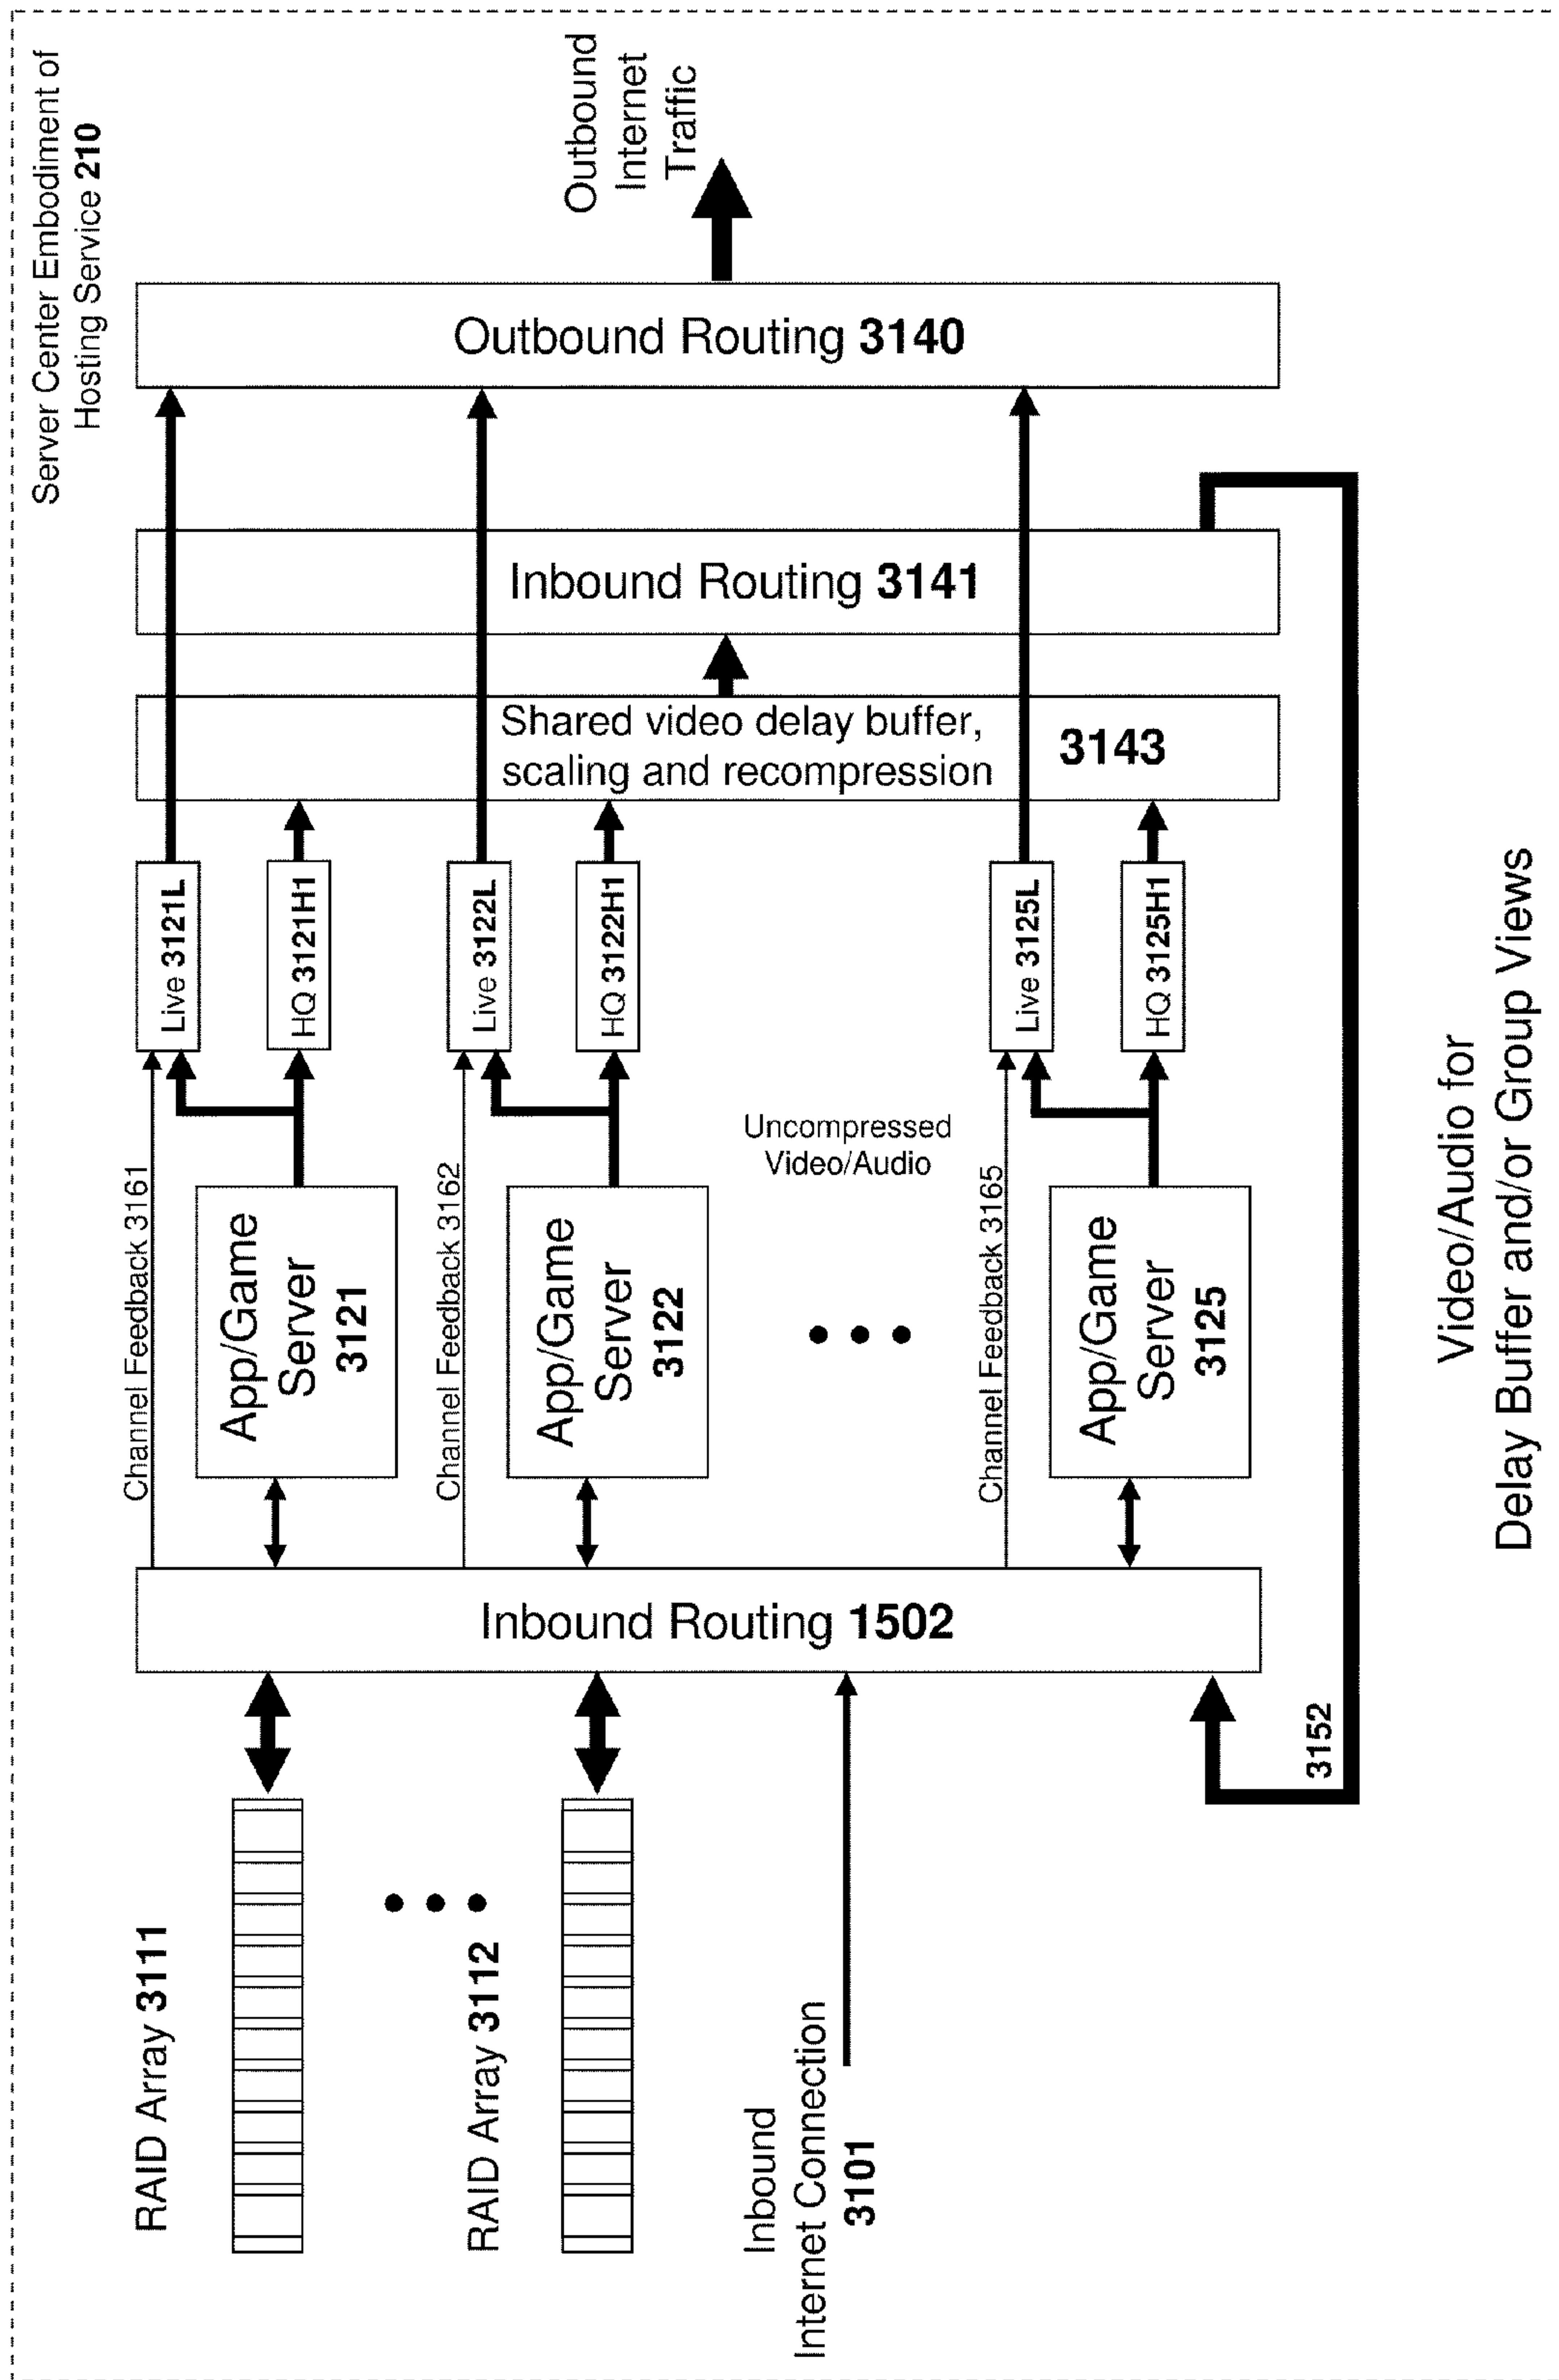 Server Center Embodiment of
Hosting Service 210
RAID Array 3111
RAID Array 3112
Inbound
Internet Connection
3101
Inbound Routing 1502
3152
Channel Feedback 3161
App/Game
Server
3121
Live 3121L
HQ 3121H1
Channel Feedback 3162
App/Game
Server
3122
Live 3122L
HQ 3122H1
Uncompressed
Video/Audio
Channel Feedback 3165
App/Game
Server
3125
Live 3125L
HQ 3125H1
Shared video delay buffer,
scaling and recompression
3143
Inbound Routing 3141
Outbound Routing 3140
Outbound
Internet
Traffic
Video/Audio for
Delay Buffer and/or Group Views